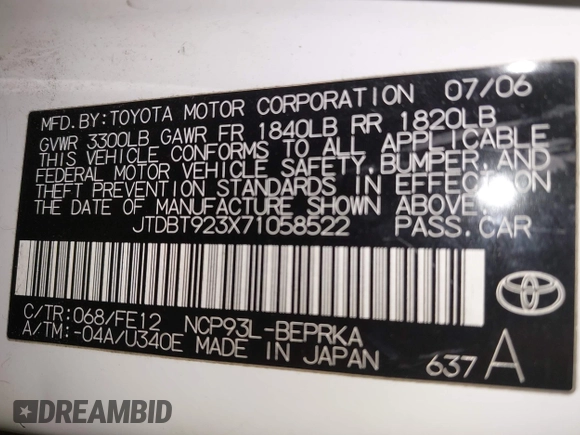 MFD. BY: TOYOTA MOTOR CORPORATION 07/06
GVWR 3300LB GAWR FR 1840LB RR 1820LB
THIS VEHICLE CONFORMS TO ALL APPLICABLE
FEDERAL MOTOR VEHICLE SAFETY, BUMPER, AND
THEFT PREVENTION STANDARDS IN EFFECT ON
THE DATE OF MANUFACTURE SHOWN ABOVE.
JTDBT923X71058522 PASS.CAR
C/TR: 068/FE12 NCP93L-BEPRKA
A/TM: -04A/U340E MADE IN JAPAN
637 A
DREAMBID